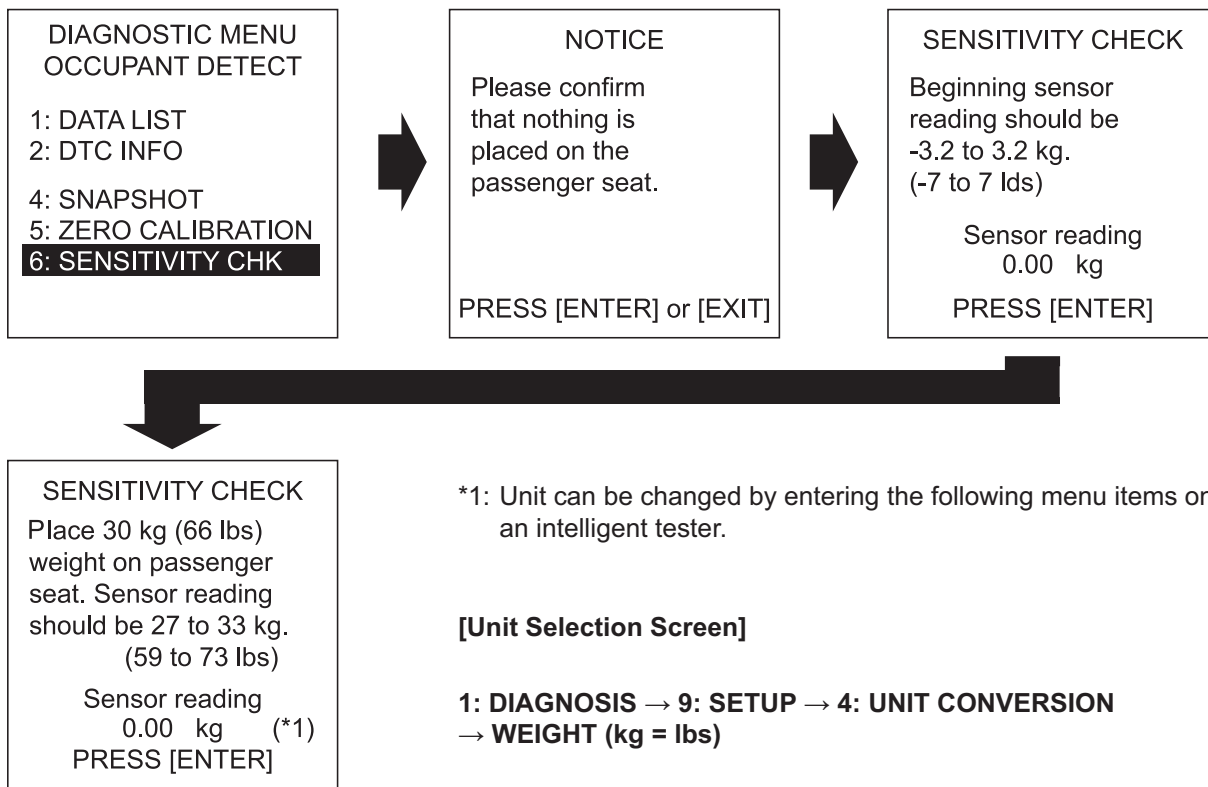 DIAGNOSTIC MENU
OCCUPANT DETECT
1: DATA LIST
2: DTC INFO
4: SNAPSHOT
5: ZERO CALIBRATION
6: SENSITIVITY CHK
NOTICE
Please confirm
that nothing is
placed on the
passenger seat.
PRESS [ENTER] or [EXIT]
SENSITIVITY CHECK
Beginning sensor
reading should be
-3.2 to 3.2 kg.
(-7 to 7 lds)
Sensor reading
0.00 kg
PRESS [ENTER]
SENSITIVITY CHECK
Place 30 kg (66 lbs)
weight on passenger
seat. Sensor reading
should be 27 to 33 kg.
(59 to 73 lbs)
Sensor reading
0.00 kg (*1)
PRESS [ENTER]
*1: Unit can be changed by entering the following menu items or
an intelligent tester.
[Unit Selection Screen]
1: DIAGNOSIS → 9: SETUP → 4: UNIT CONVERSION
→ WEIGHT (kg = lbs)